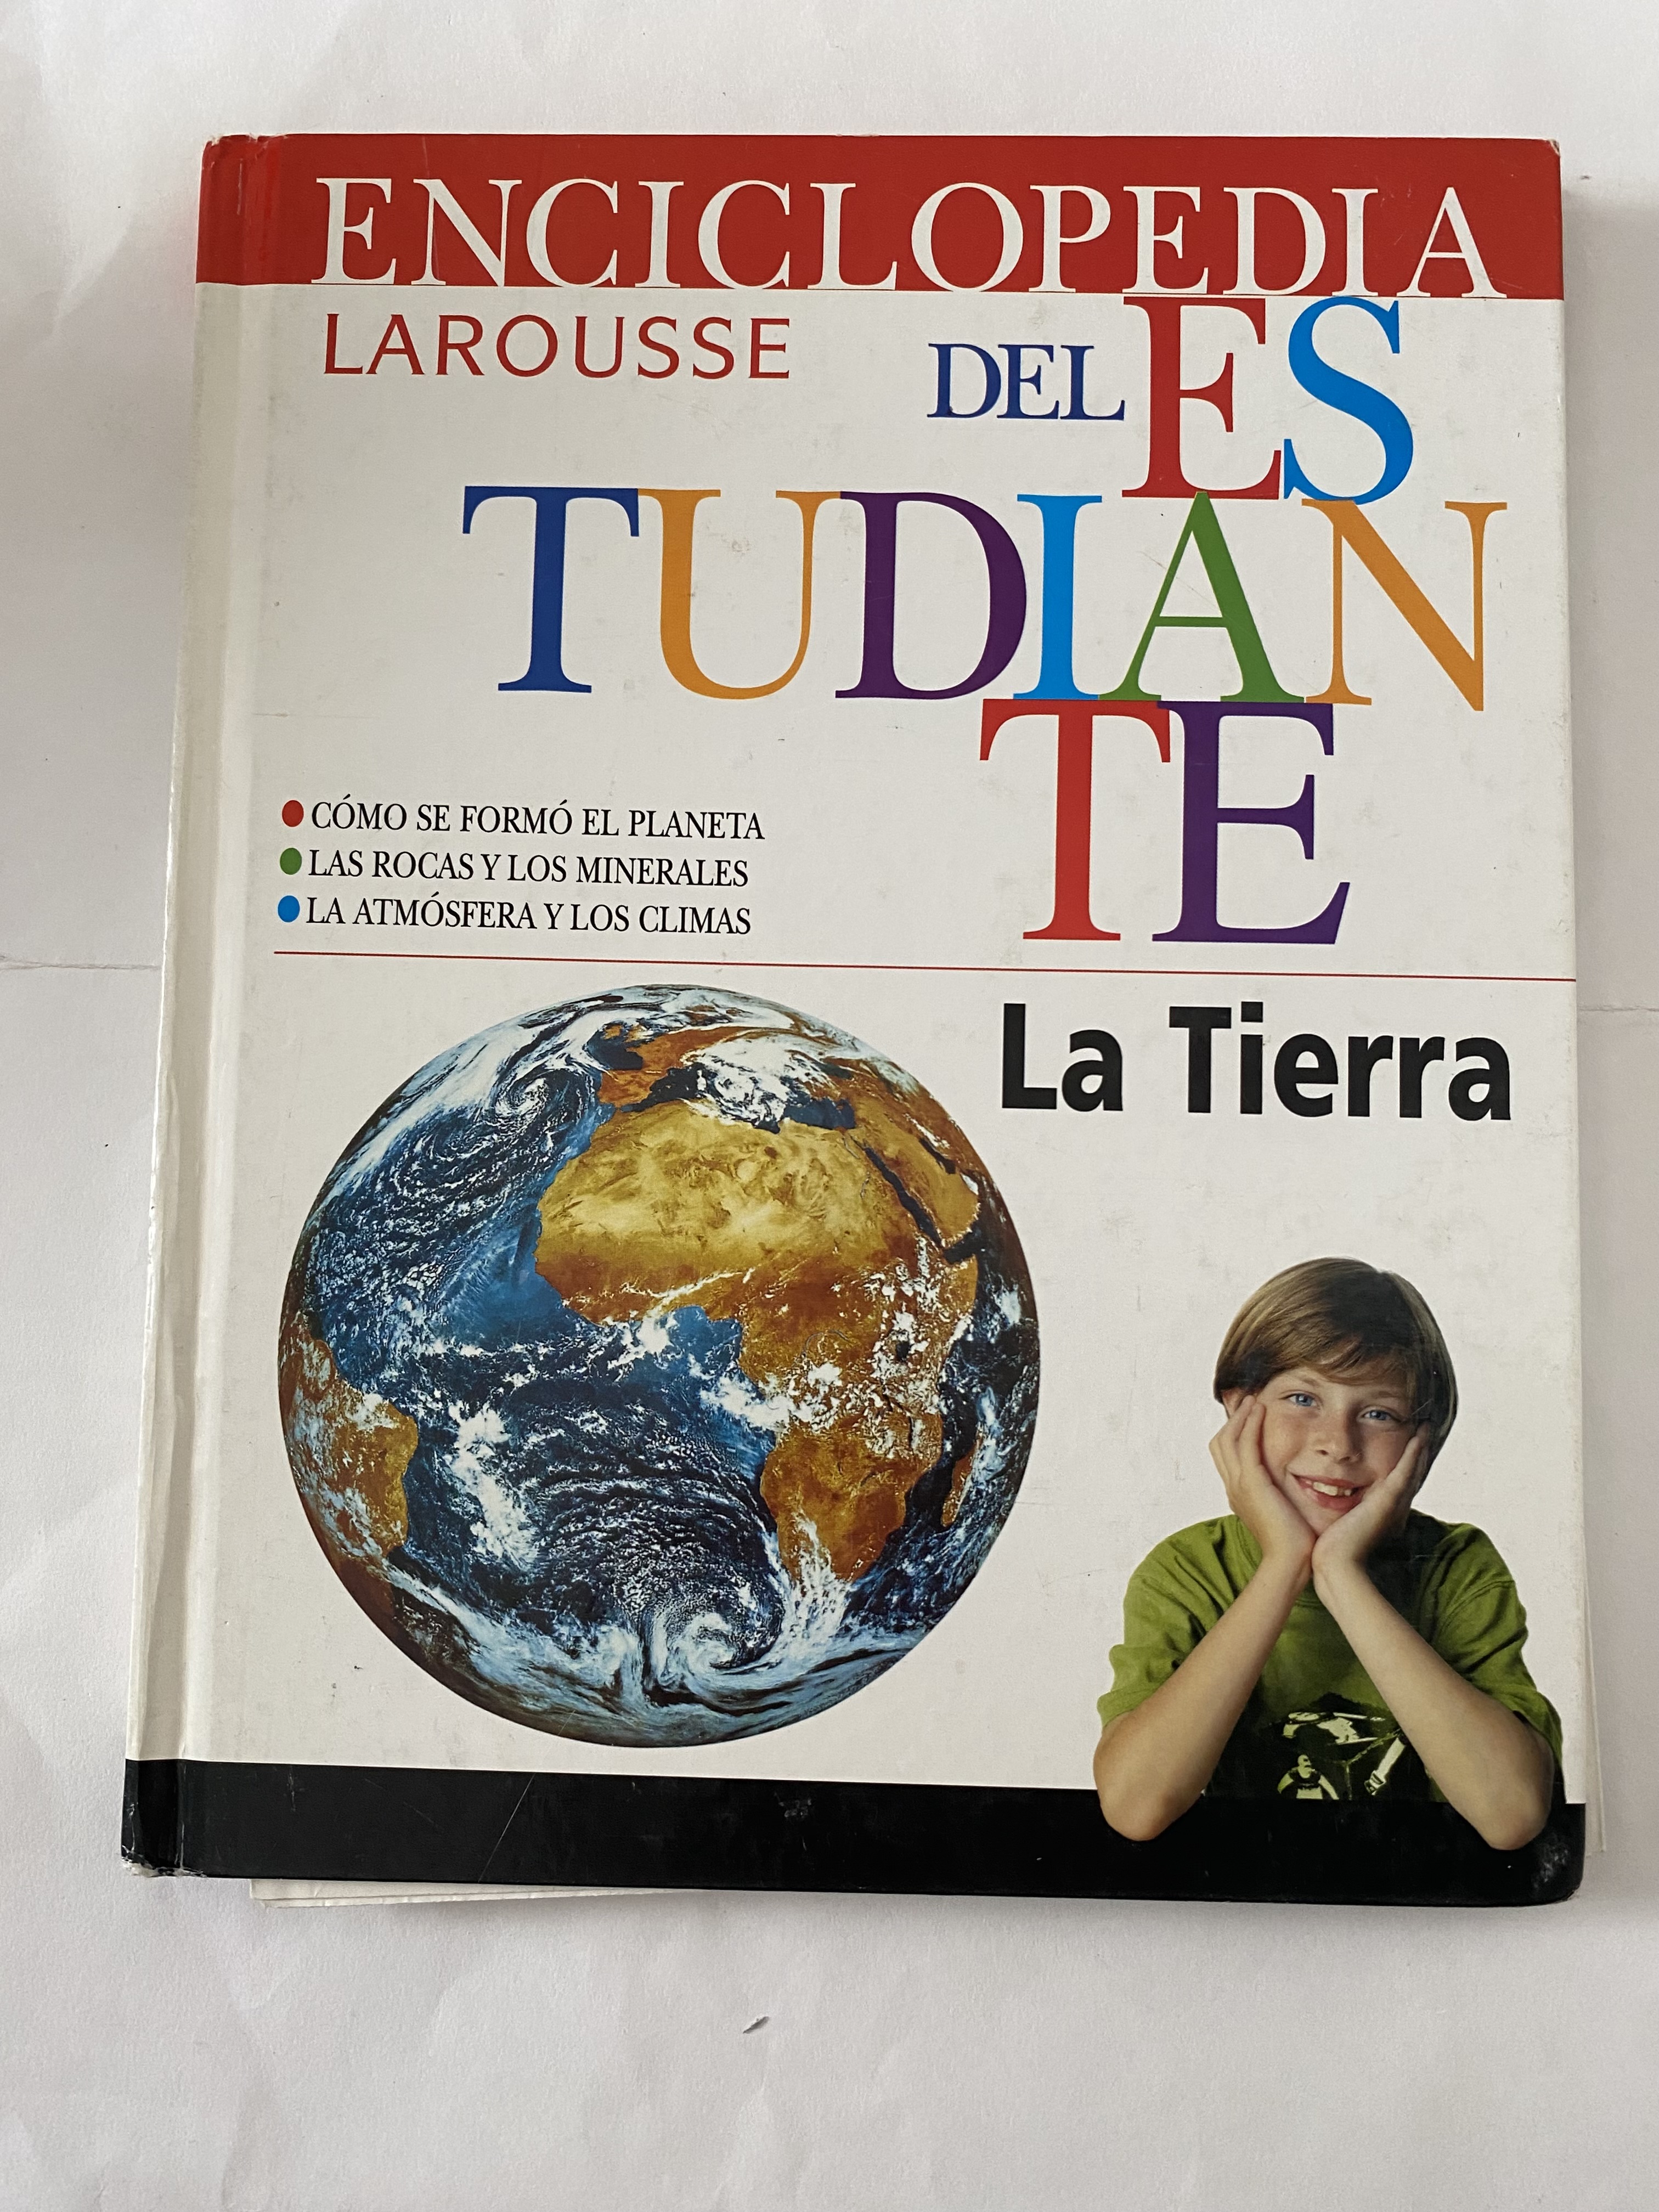 ENCICLOPEDIA
LAROUSSE
DEL ES
TUDIAN
TE
CÓMO SE FORMÓ EL PLANETA
LAS ROCAS Y LOS MINERALES
LA ATMÓSFERA Y LOS CLIMAS
La Tierra